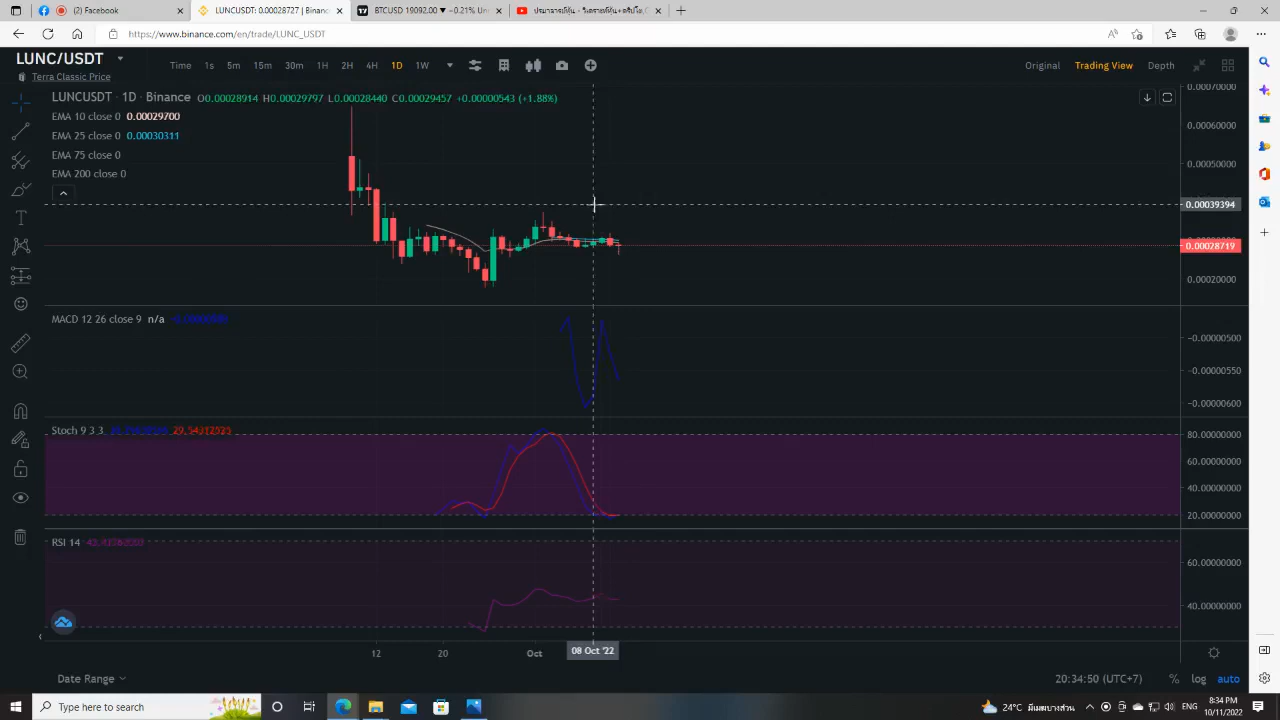 (2) Facebook
LUNCUSDT: 0.00028727 | Binanc
BTCUSD 19092.00 ▼ −0.21% Un
https://www.binance.com/en/trade/LUNC_USDT
LUNC/USDT
Terra Classic Price
Time 1s 5m 15m 30m 1H 2H 4H 1D 1W
Original Trading View Depth
LUNCUSDT · 1D · Binance O0.00028914 H0.00029797 L0.00028440 C0.00029457 +0.00000543 (+1.88%)
EMA 10 close 0 0.00029700
EMA 25 close 0 0.00030311
EMA 75 close 0
EMA 200 close 0
0.00070000
0.00060000
0.00050000
0.00039394
0.00028719
0.00020000
MACD 12 26 close 9 n/a
−0.00000500
−0.00000550
−0.00000600
Stoch 9 3 3
80.00000000
60.00000000
40.00000000
20.00000000
RSI 14
60.00000000
40.00000000
12 20 Oct 08 Oct '22
Date Range
20:34:50 (UTC+7) % log auto
Type here to search
24°C
ENG
8:34 PM
10/11/2022